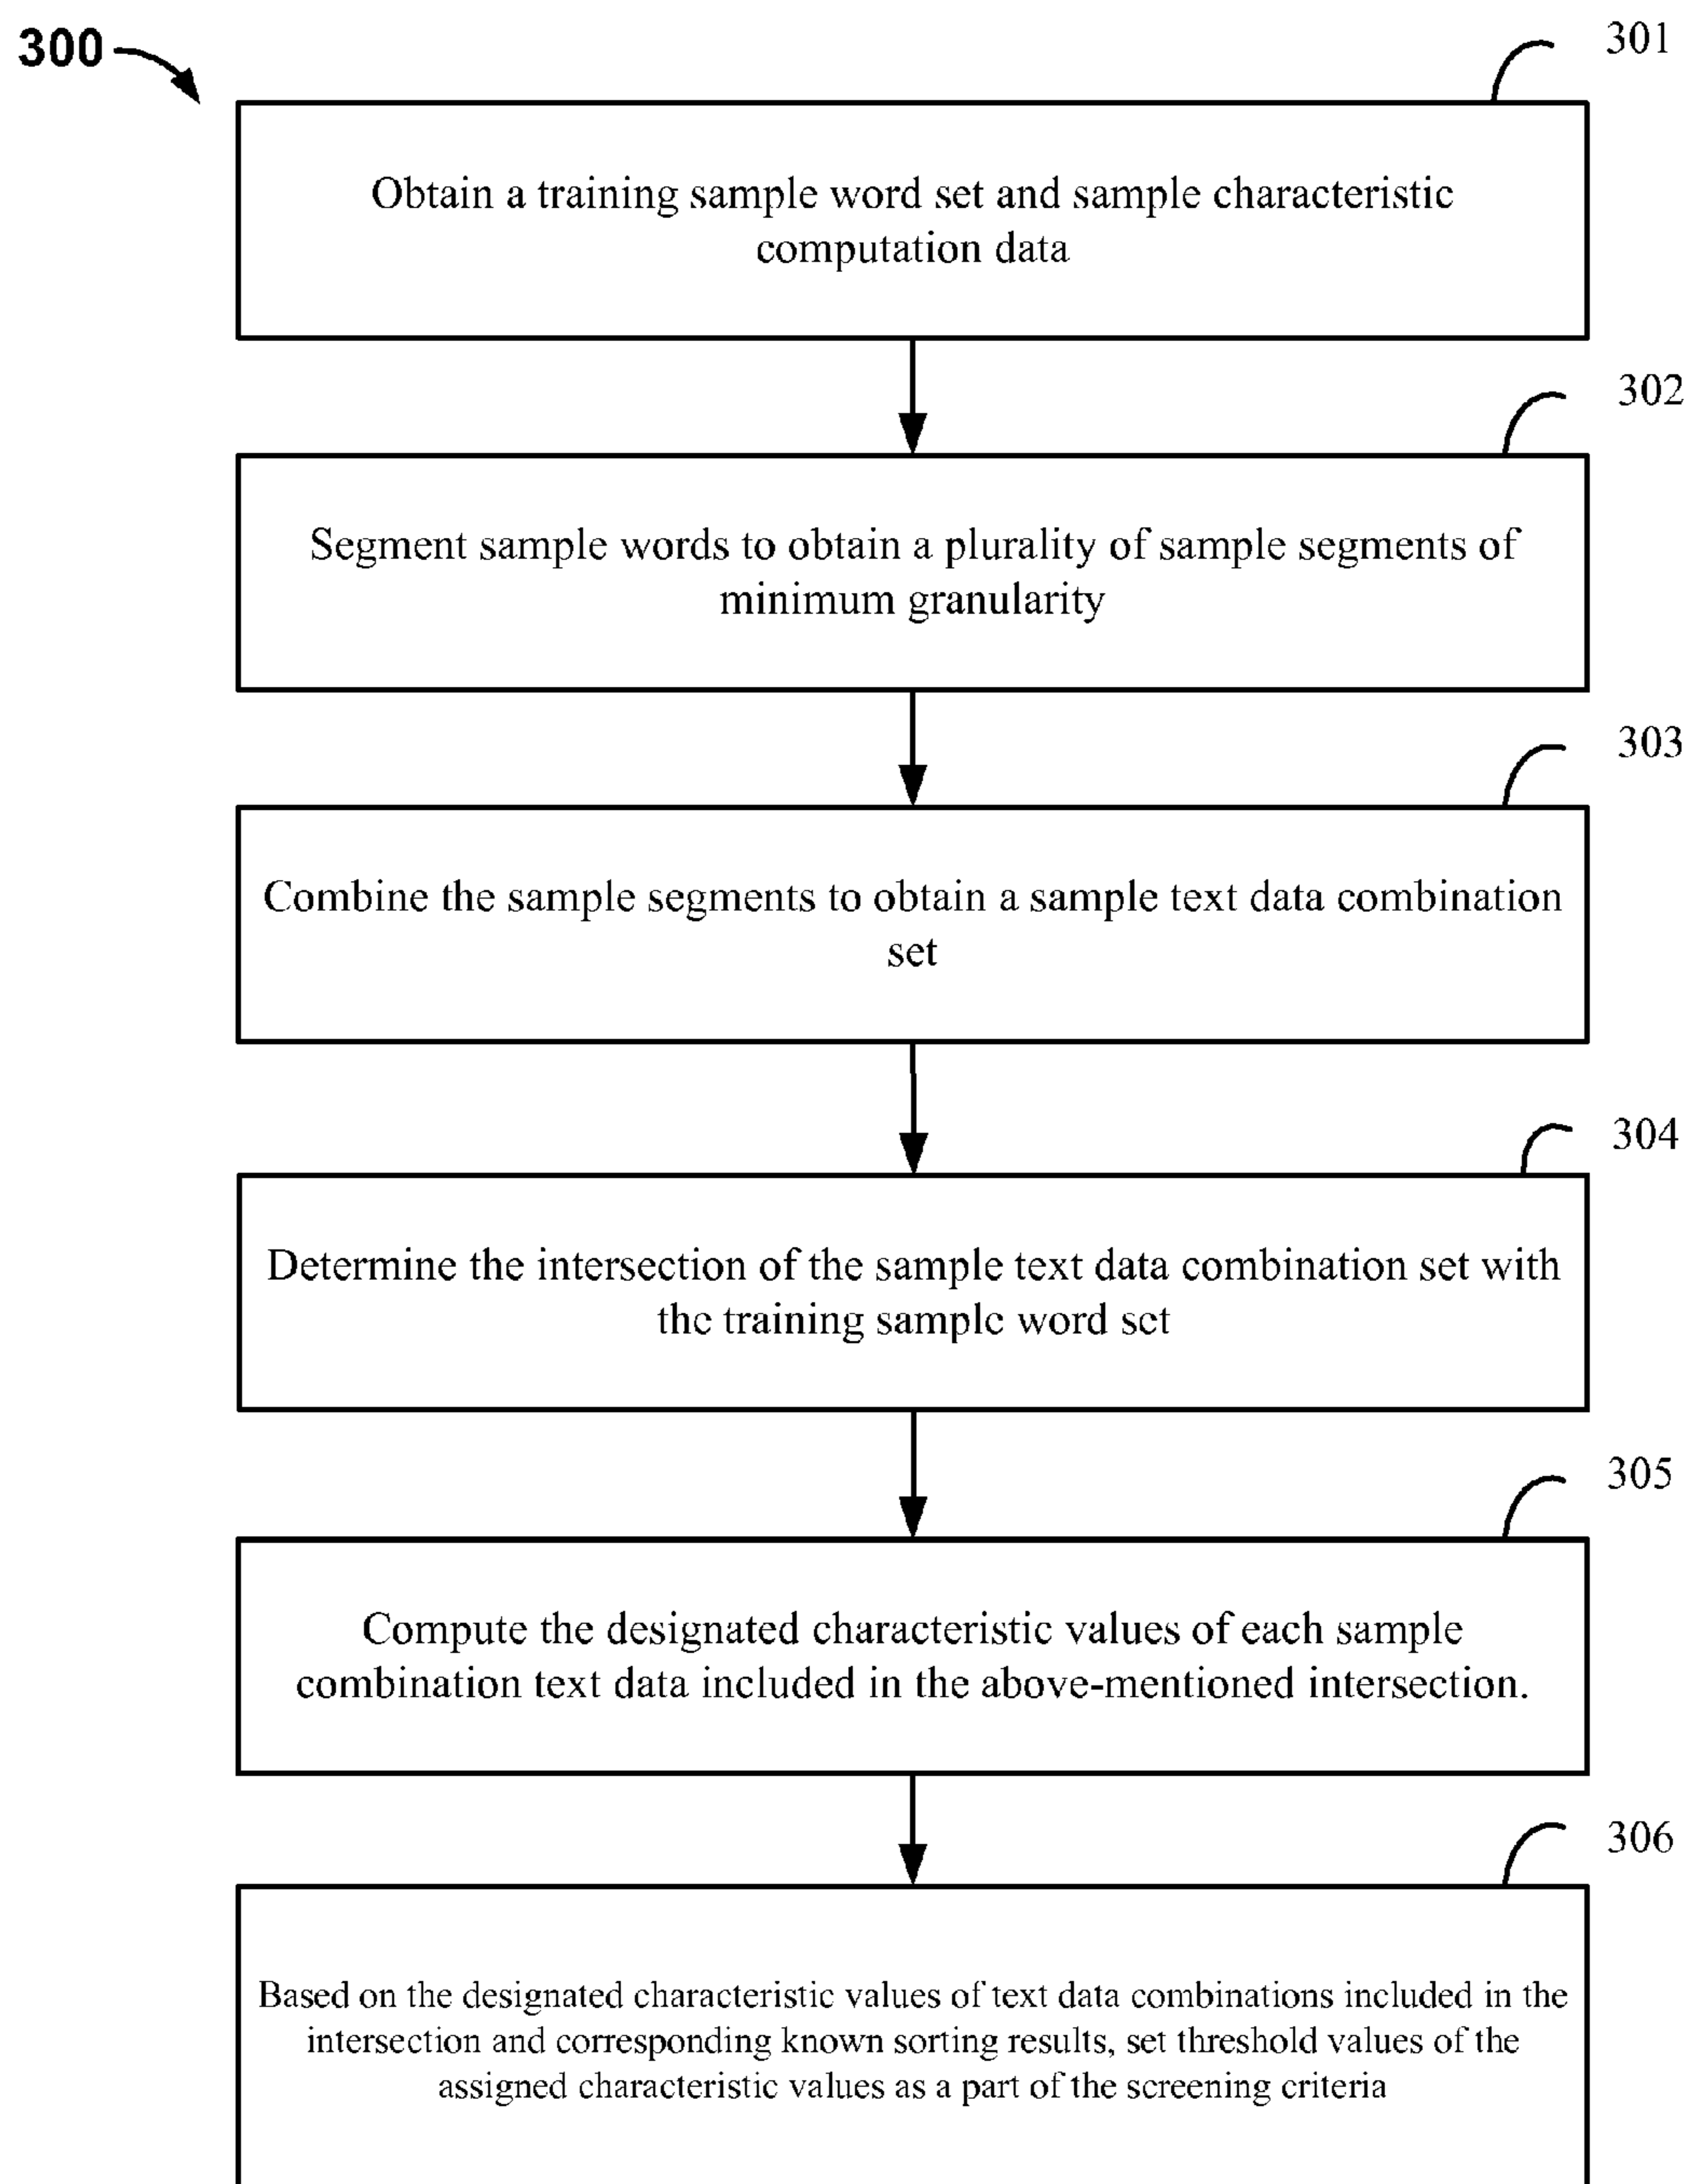 300
301
Obtain a training sample word set and sample characteristic
computation data
302
Segment sample words to obtain a plurality of sample segments of
minimum granularity
303
Combine the sample segments to obtain a sample text data combination
set
304
Determine the intersection of the sample text data combination set with
the training sample word set
305
Compute the designated characteristic values of each sample
combination text data included in the above-mentioned intersection.
306
Based on the designated characteristic values of text data combinations included in the
intersection and corresponding known sorting results, set threshold values of the
assigned characteristic values as a part of the screening criteria